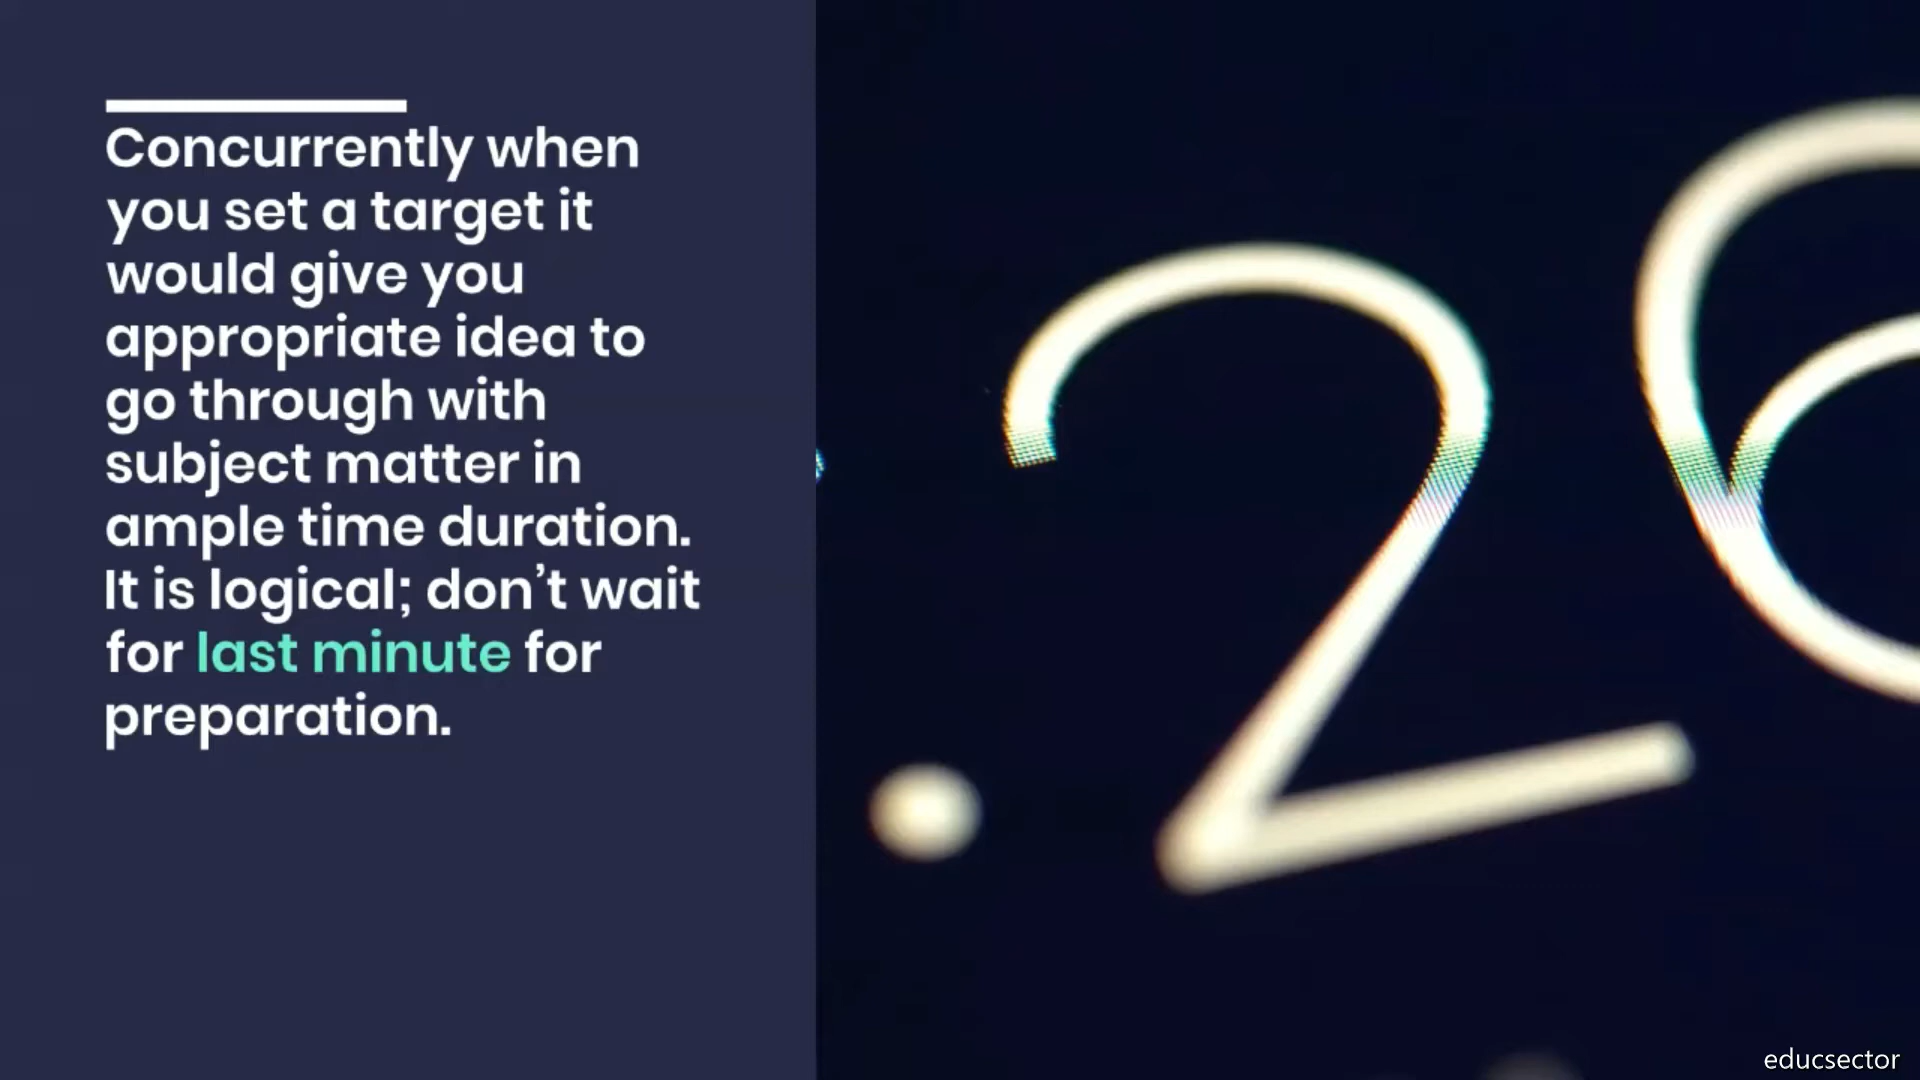 Concurrently when
you set a target it
would give you
appropriate idea to
go through with
subject matter in
ample time duration.
It is logical; don’t wait
for last minute for
preparation.
.26
educsector